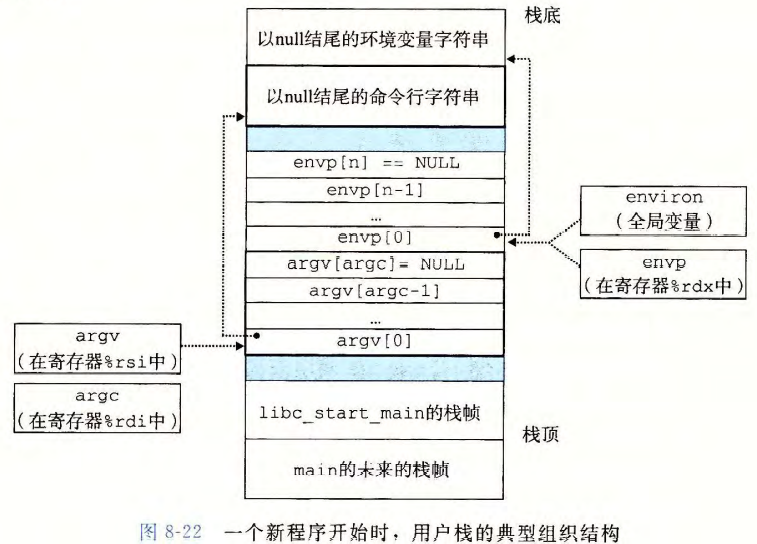 栈底
以null结尾的环境变量字符串
以null结尾的命令行字符串
envp[n] == NULL
envp[n-1]
…
envp[0]
argv[argc]= NULL
argv[argc-1]
…
argv[0]
libc_start_main的栈帧
栈顶
main的未来的栈帧
environ
(全局变量)
envp
(在寄存器%rdx中)
argv
(在寄存器%rsi中)
argc
(在寄存器%rdi中)
图 8-22 一个新程序开始时，用户栈的典型组织结构